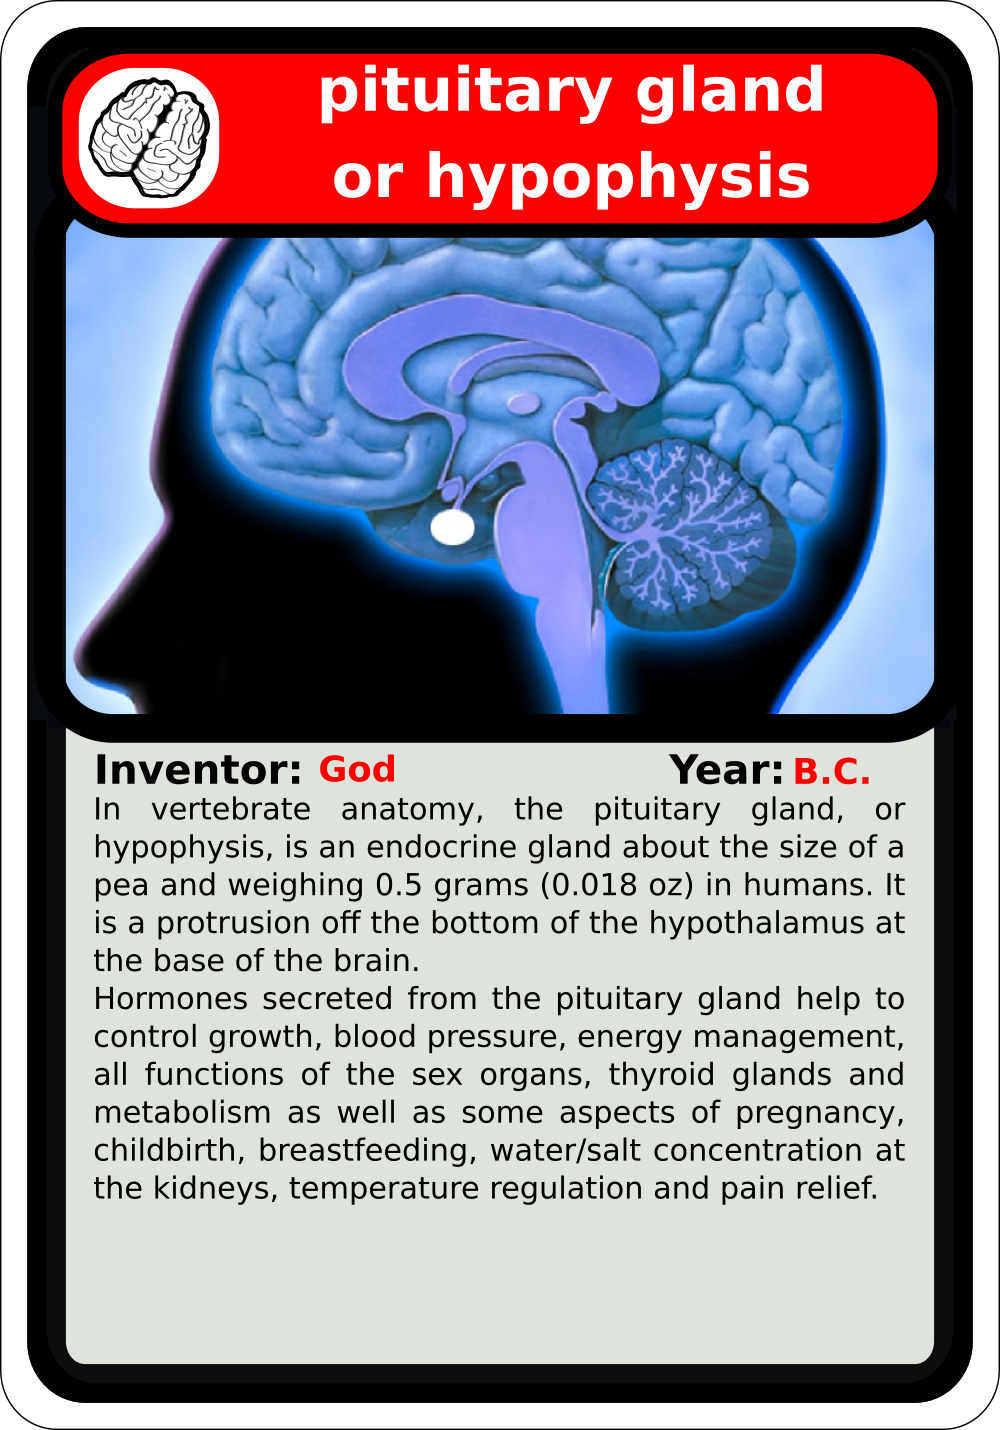 pituitary gland
or hypophysis
Inventor: God Year: B.C.
In vertebrate anatomy, the pituitary gland, or
hypophysis, is an endocrine gland about the size of a
pea and weighing 0.5 grams (0.018 oz) in humans. It
is a protrusion off the bottom of the hypothalamus at
the base of the brain.
Hormones secreted from the pituitary gland help to
control growth, blood pressure, energy management,
all functions of the sex organs, thyroid glands and
metabolism as well as some aspects of pregnancy,
childbirth, breastfeeding, water/salt concentration at
the kidneys, temperature regulation and pain relief.